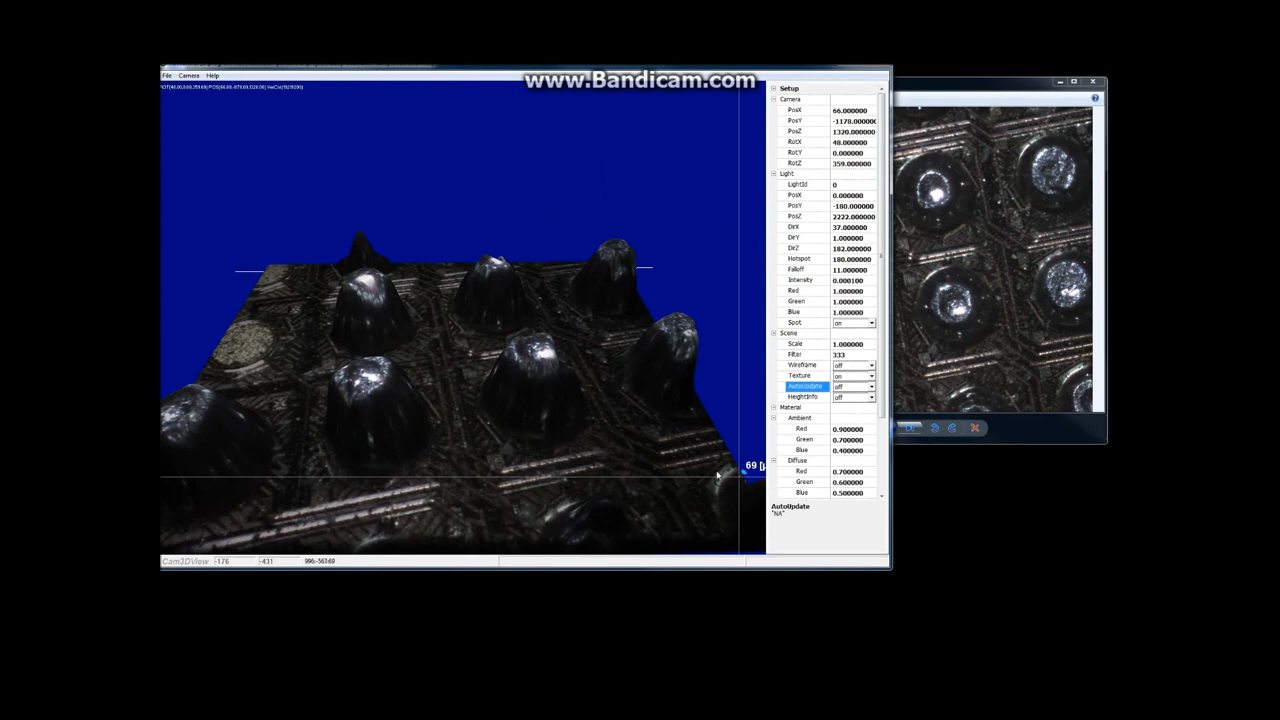 www.Bandicam.com
File Camera Help
Setup
Camera
PosX 66.000000
PosY -1178.000000
PosZ 1320.000000
RotX 48.000000
RotY 0.000000
RotZ 359.000000
Light
LightId 0
PosX 0.000000
PosY -180.000000
PosZ 2222.000000
DirX 37.000000
DirY 1.000000
DirZ 182.000000
Hotspot 180.000000
Falloff 11.000000
Intensity 0.000100
Red 1.000000
Green 1.000000
Blue 1.000000
Spot on
Scene
Scale 1.000000
Filter 333
Wireframe off
Texture on
AutoUpdate off
HeightInfo off
Material
Ambient
Red 0.900000
Green 0.700000
Blue 0.400000
Diffuse
Red 0.700000
Green 0.600000
Blue 0.500000
69 [µ
AutoUpdate
"NA"
Cam3DView -176 -431 996:-563:69